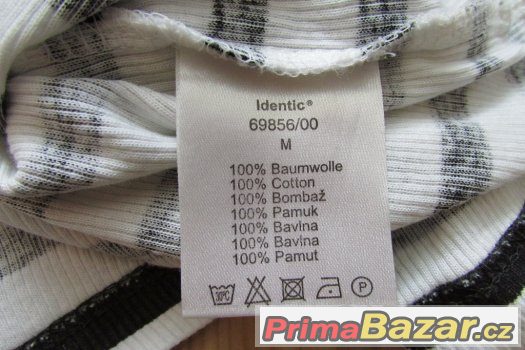 Identic®
69856/00
M
100% Baumwolle
100% Cotton
100% Bombaž
100% Pamuk
100% Bavlna
100% Bavlna
100% Pamut
30°C P
PrimaBazar.cz